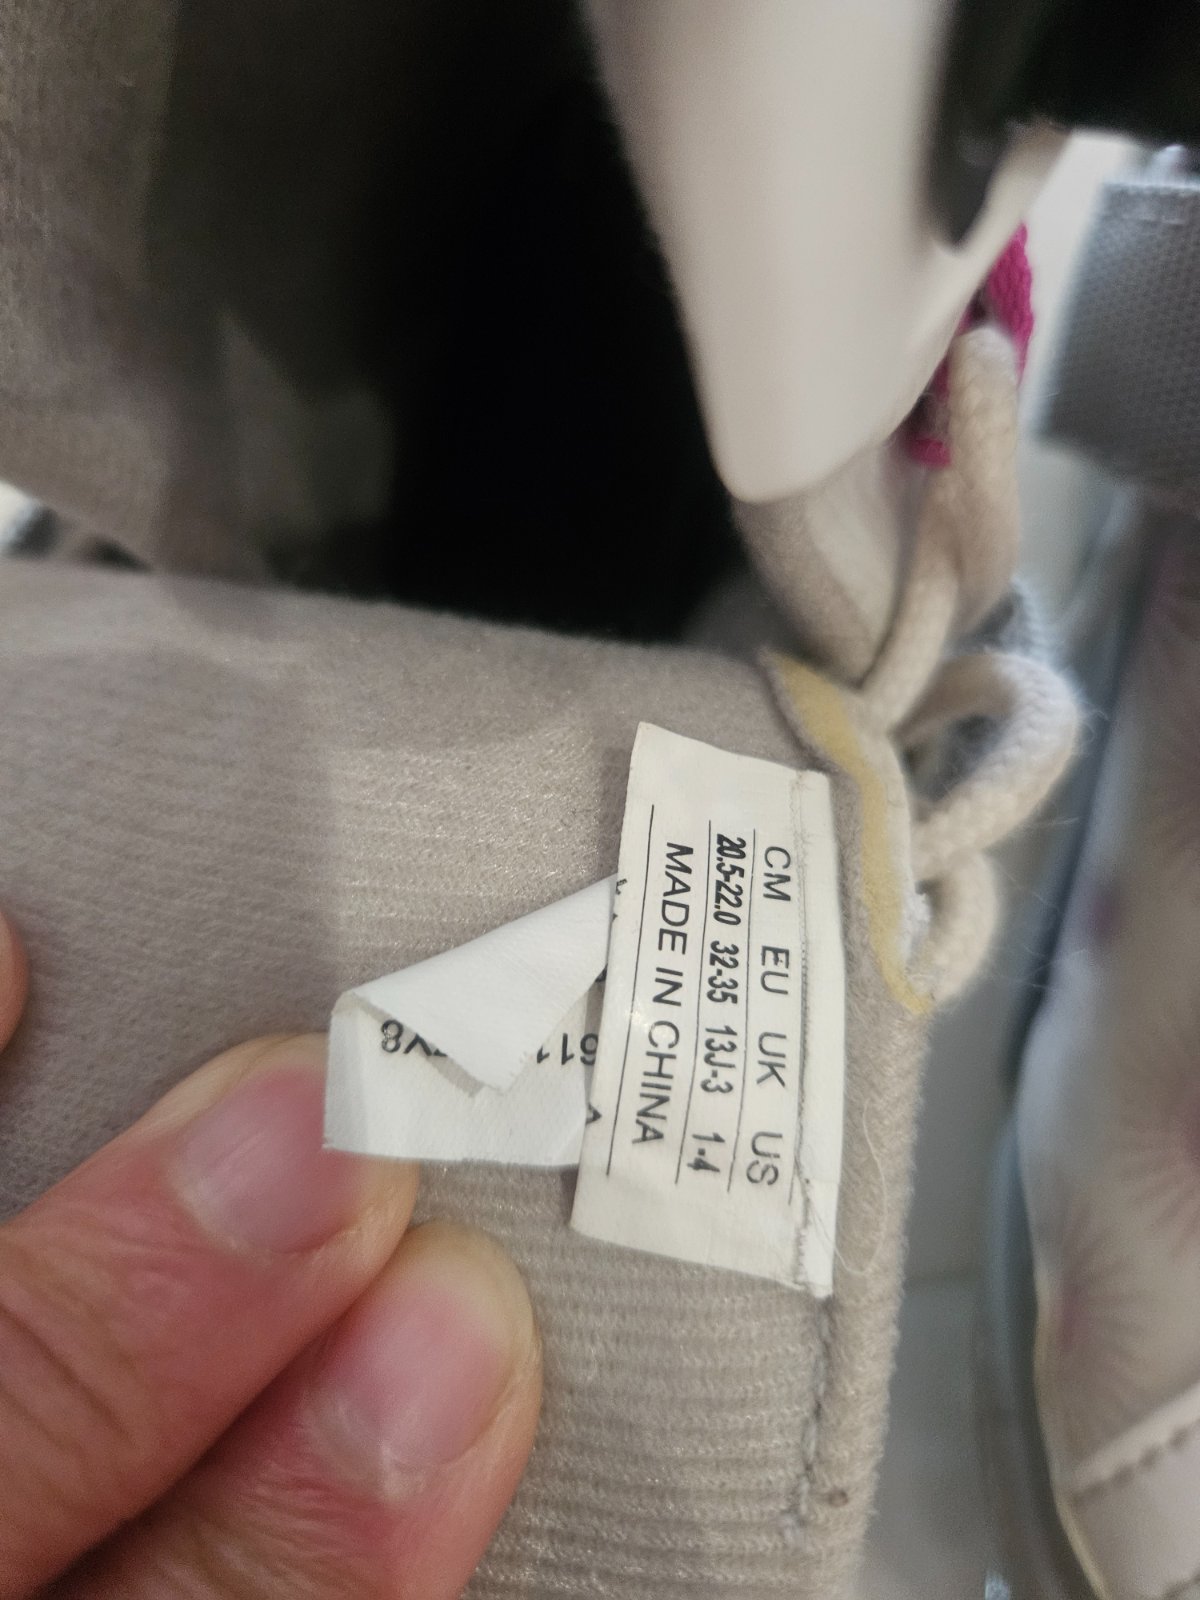 CM EU UK US
20.5-22.0 32-35 13J-3 1-4
MADE IN CHINA